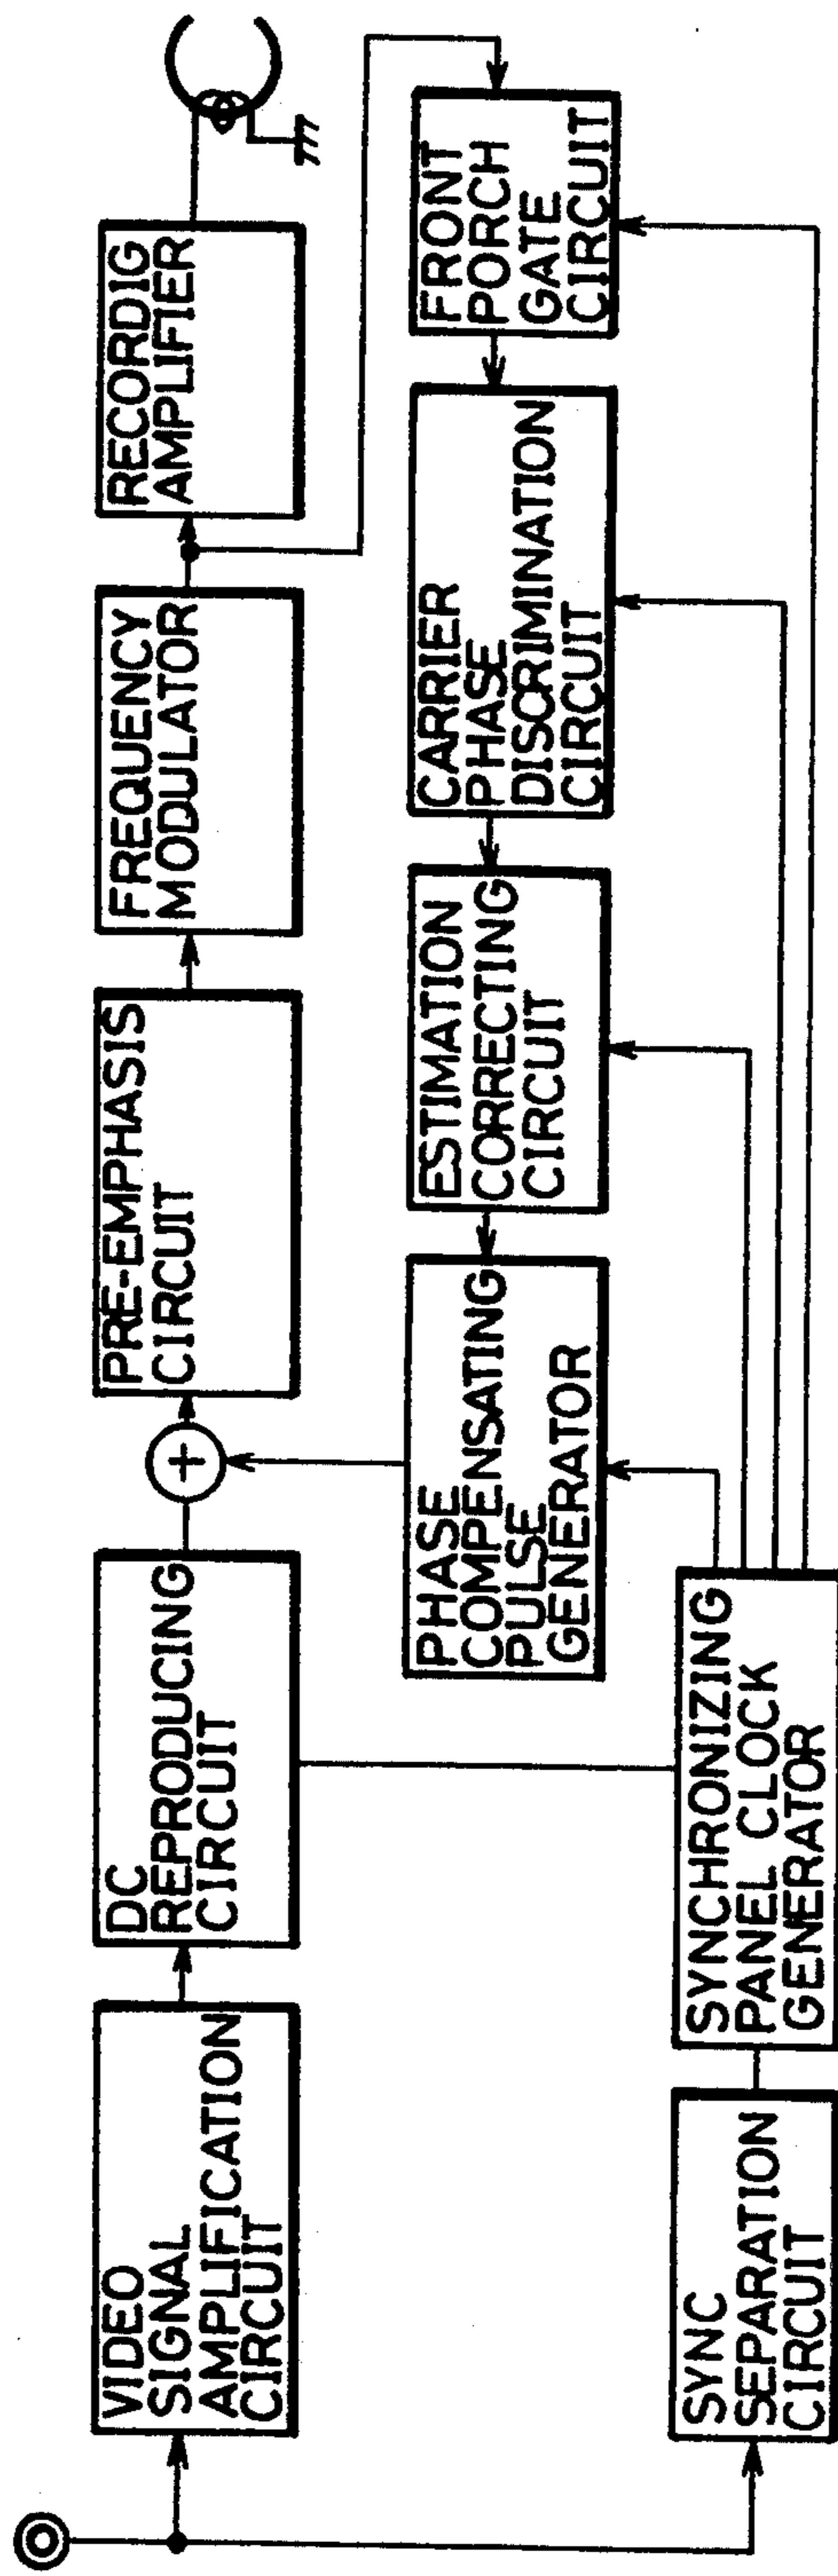 VIDEO
SIGNAL
AMPLIFICATION
CIRCUIT
DC
REPRODUCING
CIRCUIT
+
PRE-EMPHASIS
CIRCUIT
FREQUENCY
MODULATOR
RECORDIG
AMPLIFIER
PHASE
COMPENSATING
PULSE
GENERATOR
ESTIMATION
CORRECTING
CIRCUIT
CARRIER
PHASE
DISCRIMINATION
CIRCUIT
FRONT
PORCH
GATE
CIRCUIT
SYNC
SEPARATION
CIRCUIT
SYNCHRONIZING
PANEL CLOCK
GENERATOR